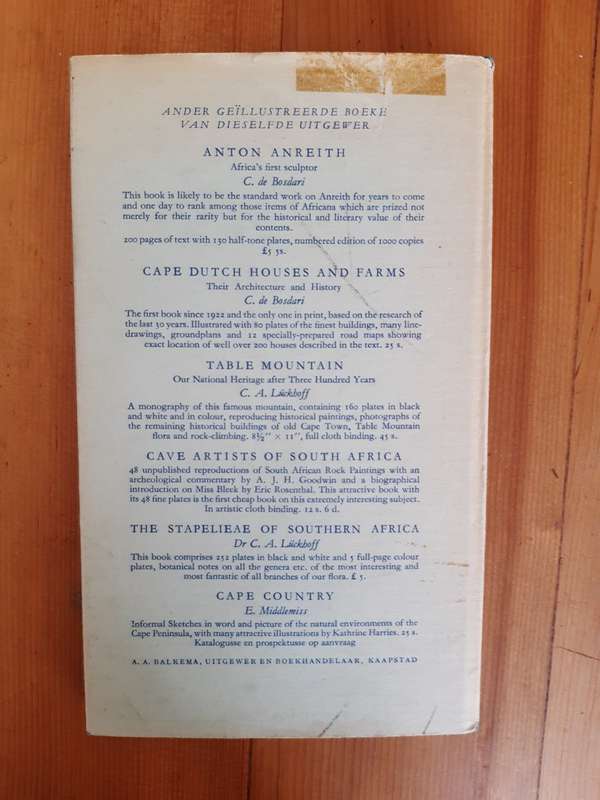 ANDER GEÏLLUSTREERDE BOEKE
VAN DIESELFDE UITGEWER
ANTON ANREITH
Africa's first sculptor
C. de Bosdari
This book is likely to be the standard work on Anreith for years to come
and one day to rank among those items of Africana which are prized not
merely for their rarity but for the historical and literary value of their
contents.
200 pages of text with 130 half-tone plates, numbered edition of 1000 copies
£5 5s.
CAPE DUTCH HOUSES AND FARMS
Their Architecture and History
C. de Bosdari
The first book since 1922 and the only one in print, based on the research of
the last 30 years. Illustrated with 80 plates of the finest buildings, many line-
drawings, groundplans and 12 specially-prepared road maps showing
exact location of well over 200 houses described in the text. 25 s.
TABLE MOUNTAIN
Our National Heritage after Three Hundred Years
C. A. Lückhoff
A monography of this famous mountain, containing 160 plates in black
and white and in colour, reproducing historical paintings, photographs of
the remaining historical buildings of old Cape Town, Table Mountain
flora and rock-climbing. 8½" × 11", full cloth binding. 45 s.
CAVE ARTISTS OF SOUTH AFRICA
48 unpublished reproductions of South African Rock Paintings with an
archeological commentary by A. J. H. Goodwin and a biographical
introduction on Miss Bleek by Eric Rosenthal. This attractive book with
its 48 fine plates is the first cheap book on this extremely interesting subject.
In artistic cloth binding. 12 s. 6 d.
THE STAPELIEAE OF SOUTHERN AFRICA
Dr C. A. Lückhoff
This book comprises 252 plates in black and white and 5 full-page colour
plates, botanical notes on all the genera etc. of the most interesting and
most fantastic of all branches of our flora. £ 5.
CAPE COUNTRY
E. Middlemiss
Informal Sketches in word and picture of the natural environments of the
Cape Peninsula, with many attractive illustrations by Kathrine Harries. 25 s.
Katalogusse en prospektusse op aanvraag
A. A. BALKEMA, UITGEWER EN BOEKHANDELAAR, KAAPSTAD